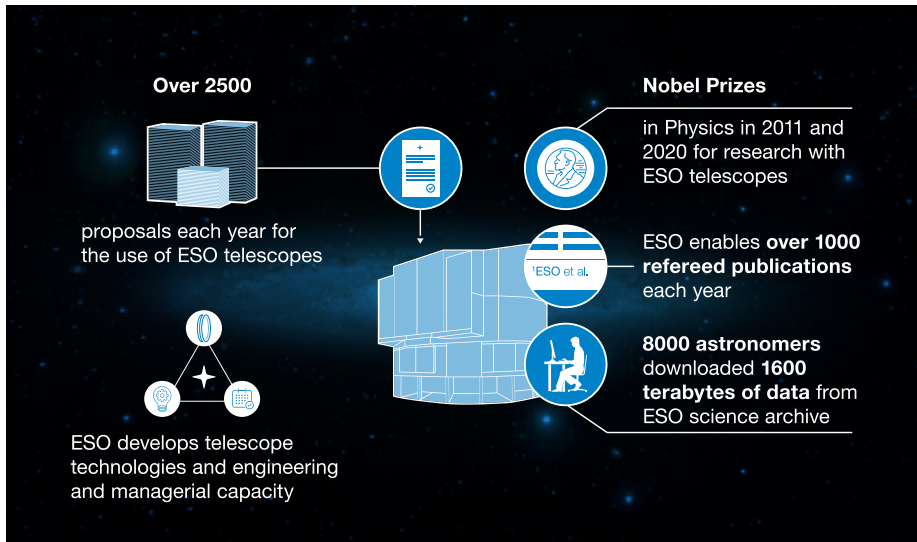 Over 2500
proposals each year for
the use of ESO telescopes
ESO develops telescope
technologies and engineering
and managerial capacity
Nobel Prizes
in Physics in 2011 and
2020 for research with
ESO telescopes
¹ESO et al.
ESO enables over 1000
refereed publications
each year
8000 astronomers
downloaded 1600
terabytes of data from
ESO science archive